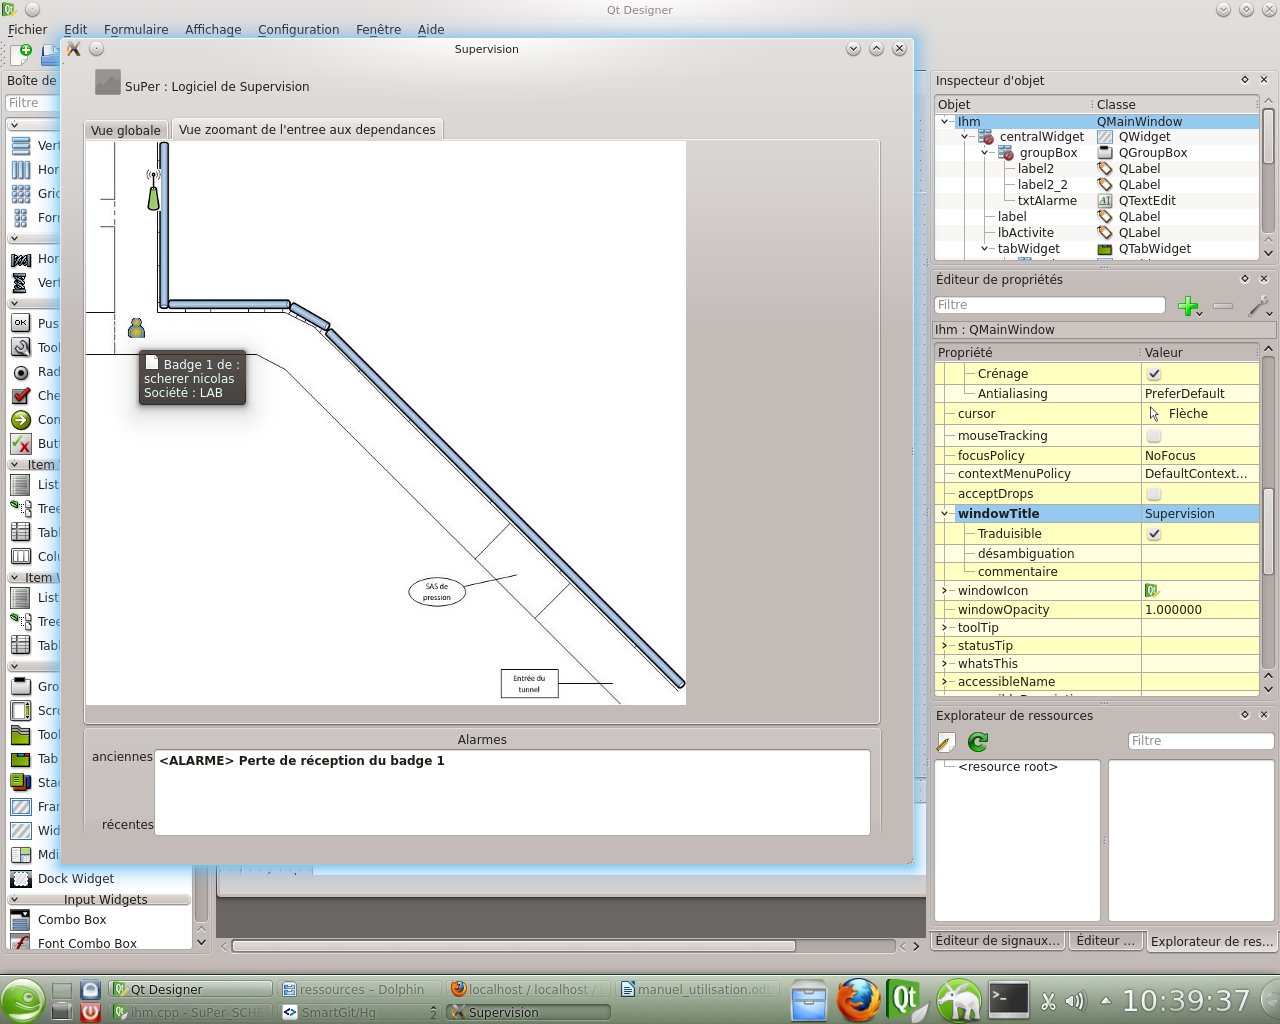 Qt Designer
Fichier Edit Formulaire Affichage Configuration Fenêtre Aide
Supervision
SuPer : Logiciel de Supervision
Vue globale
Vue zoomant de l'entree aux dependances
Badge 1 de :
scherer nicolas
Société : LAB
SAS de
pression
Entrée du
tunnel
Alarmes
anciennes
<ALARME> Perte de réception du badge 1
récentes
Boîte de
Filtre
Vert
Hor
Grid
Forr
Hor
Vert
Pus
Tool
Rad
Che
Con
Butt
Item
List
Tree
Tabl
Colu
Item
List
Tree
Tabl
Gro
Scro
Tool
Tab
Stac
Fran
Wid
Mdi
Dock Widget
Input Widgets
Combo Box
Font Combo Box
Inspecteur d'objet
Objet Classe
Ihm QMainWindow
centralWidget QWidget
groupBox QGroupBox
label2 QLabel
label2_2 QLabel
txtAlarme QTextEdit
label QLabel
lbActivite QLabel
tabWidget QTabWidget
Éditeur de propriétés
Filtre
Ihm : QMainWindow
Propriété Valeur
Crénage
Antialiasing PreferDefault
cursor Flèche
mouseTracking
focusPolicy NoFocus
contextMenuPolicy DefaultContext...
acceptDrops
windowTitle Supervision
Traduisible
désambiguation
commentaire
windowIcon
windowOpacity 1.000000
toolTip
statusTip
whatsThis
accessibleName
Explorateur de ressources
Filtre
<resource root>
Éditeur de signaux... Éditeur ... Explorateur de res...
Qt Designer
ressources – Dolphin
localhost / localhost /
manuel_utilisation.odt
ihm.cpp - SuPer_SCHE
SmartGit/Hg
2
Supervision
10:39:37